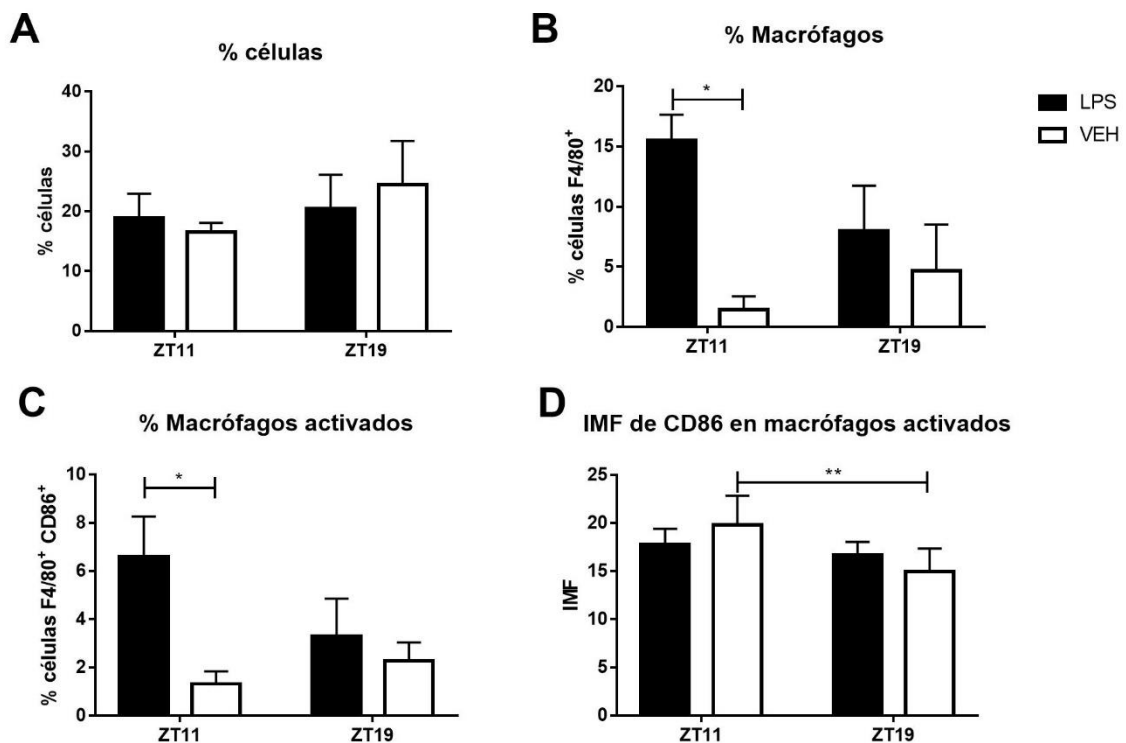 A
% células
% células
40
30
20
10
0
ZT11
ZT19
B
% Macrófagos
% células F4/80+
20
15
10
5
0
*
ZT11
ZT19
LPS
VEH
C
% Macrófagos activados
% células F4/80+ CD86+
10
8
6
4
2
0
*
ZT11
ZT19
D
IMF de CD86 en macrófagos activados
IMF
25
20
15
10
5
0
**
ZT11
ZT19